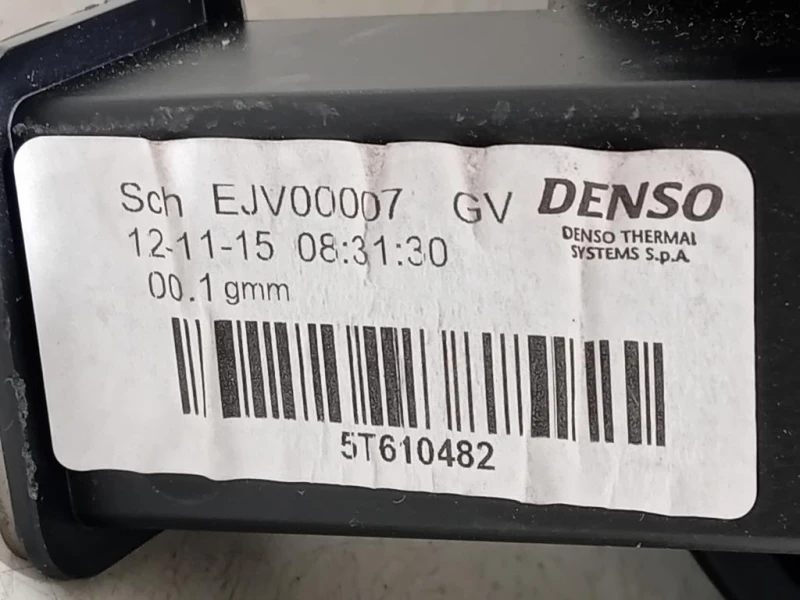 Sch EJV00007 GV DENSO
12-11-15 08:31:30
DENSO THERMAL
SYSTEMS S.p.A
00.1 gmm
5T610482